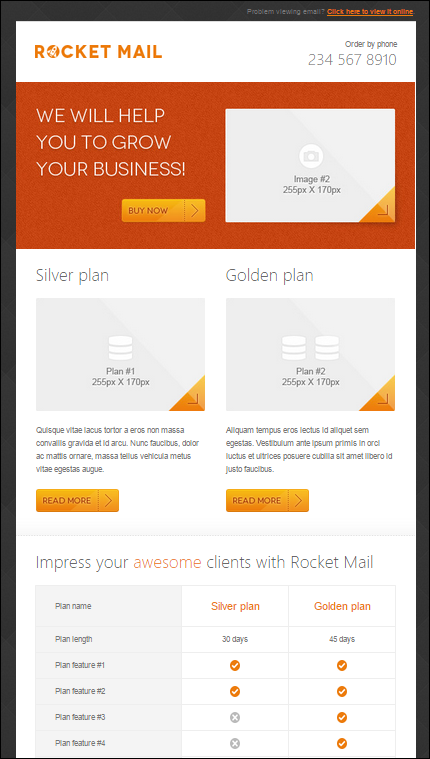 Problem viewing email? Click here to view it online.
ROCKET MAIL
Order by phone
234 567 8910
WE WILL HELP
YOU TO GROW
YOUR BUSINESS!
BUY NOW
Image #2
255px X 170px
Silver plan
Golden plan
Plan #1
255px X 170px
Plan #2
255px X 170px
Quisque vitae lacus tortor a eros non massa
convallis gravida et id arcu. Nunc faucibus, dolor
ac mattis ornare, massa tellus vehicula metus
vitae egestas augue.
Aliquam tempus eros lectus id aliquet sem
egestas. Vestibulum ante ipsum primis in orci
luctus et ultrices posuere cubilia sit amet libero id
justo faucibus.
READ MORE
READ MORE
Impress your awesome clients with Rocket Mail
Plan name Silver plan Golden plan
Plan length 30 days 45 days
Plan feature #1
Plan feature #2
Plan feature #3
Plan feature #4